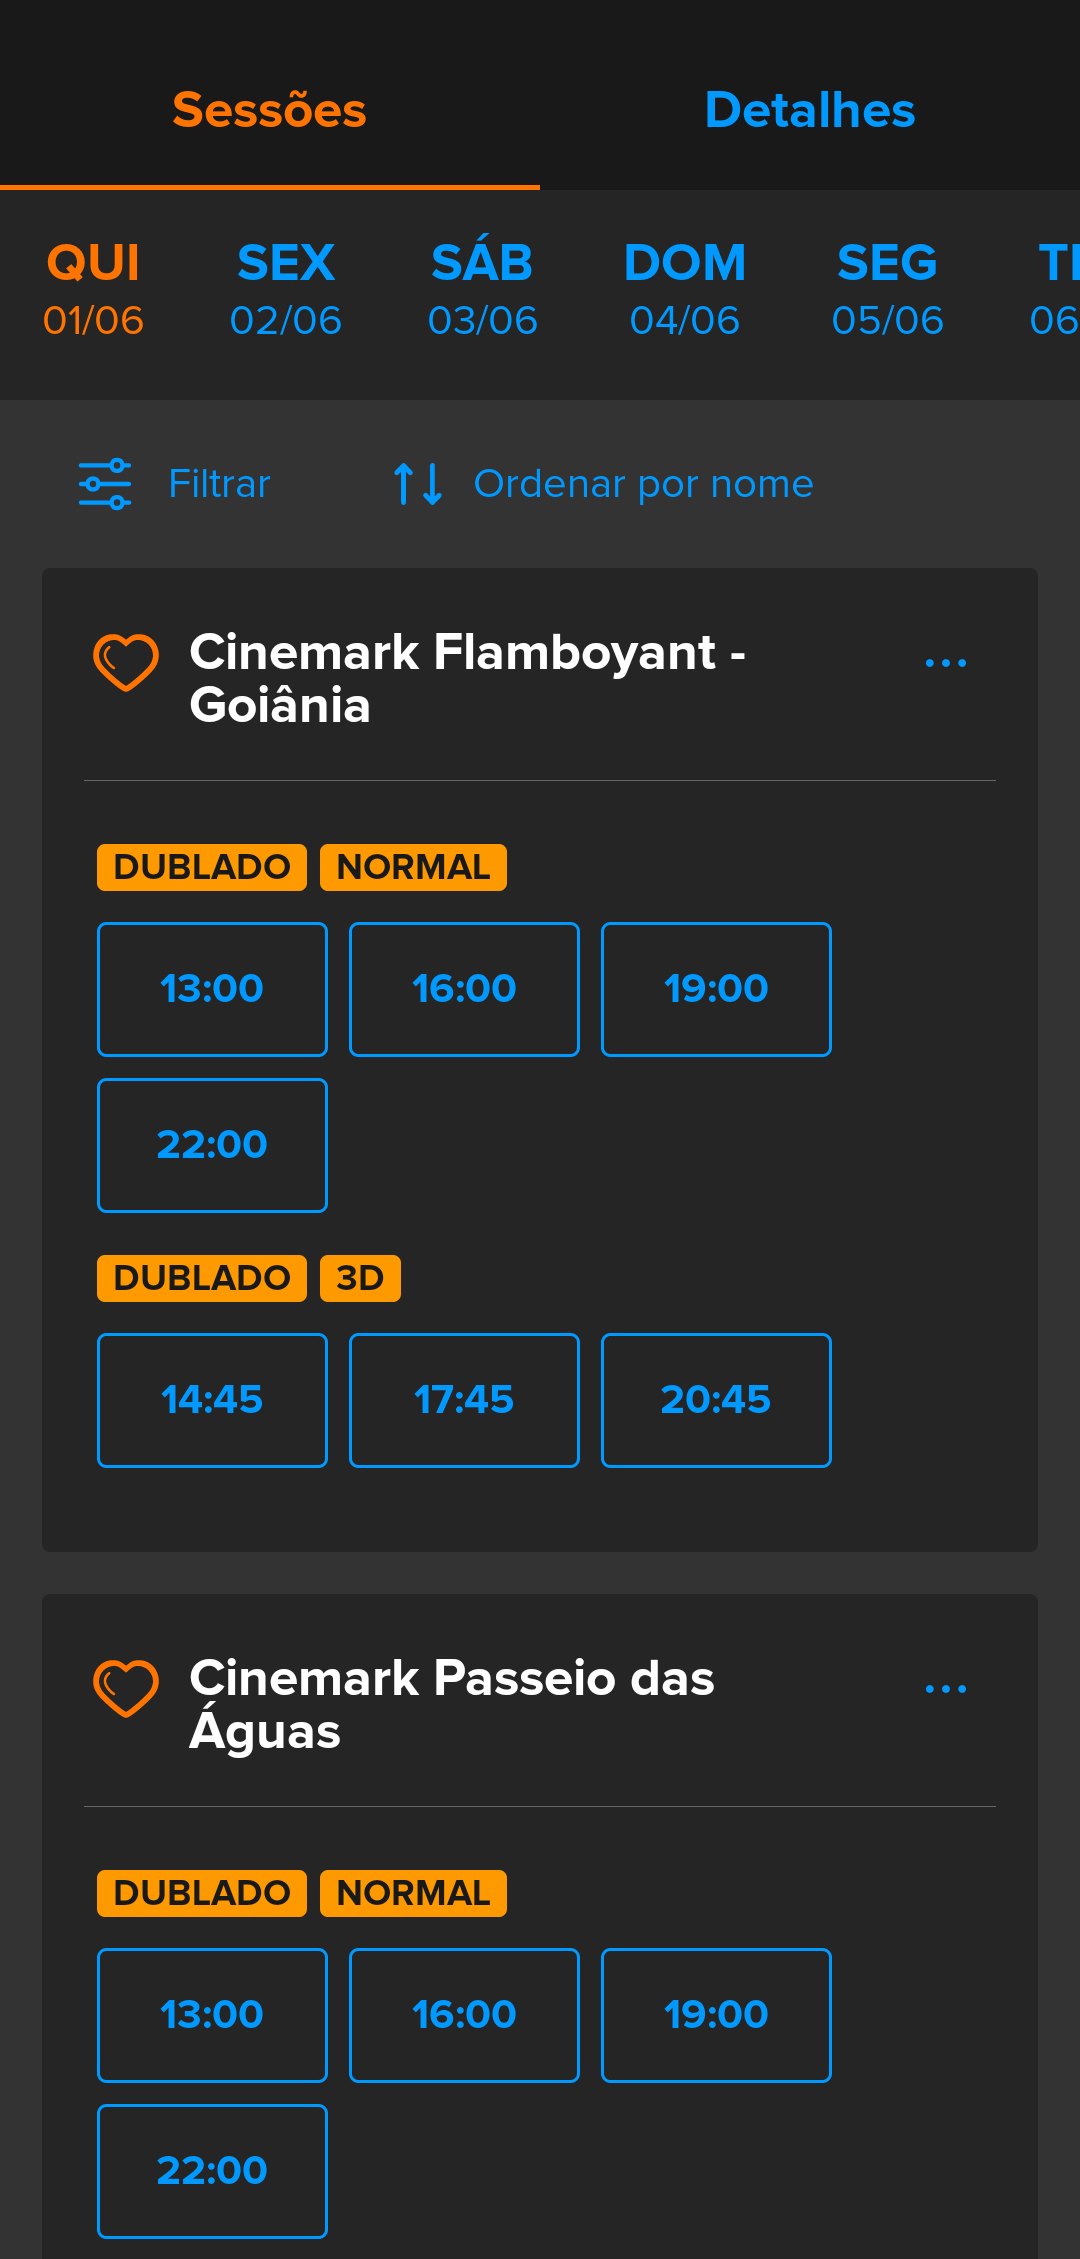 Sessões Detalhes
QUI SEX SÁB DOM SEG
01/06 02/06 03/06 04/06 05/06 06
Filtrar Ordenar por nome
Cinemark Flamboyant -
Goiânia
DUBLADO NORMAL
13:00 16:00 19:00
22:00
DUBLADO 3D
14:45 17:45 20:45
Cinemark Passeio das
Águas
DUBLADO NORMAL
13:00 16:00 19:00
22:00